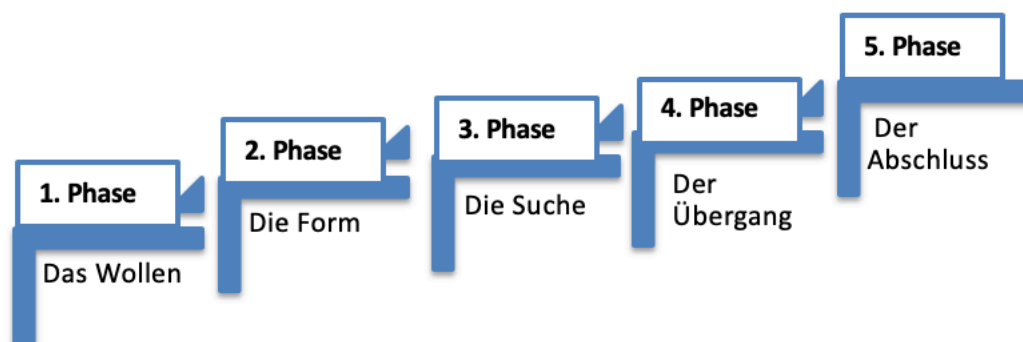 1. Phase
Das Wollen
2. Phase
Die Form
3. Phase
Die Suche
4. Phase
Der
Übergang
5. Phase
Der
Abschluss